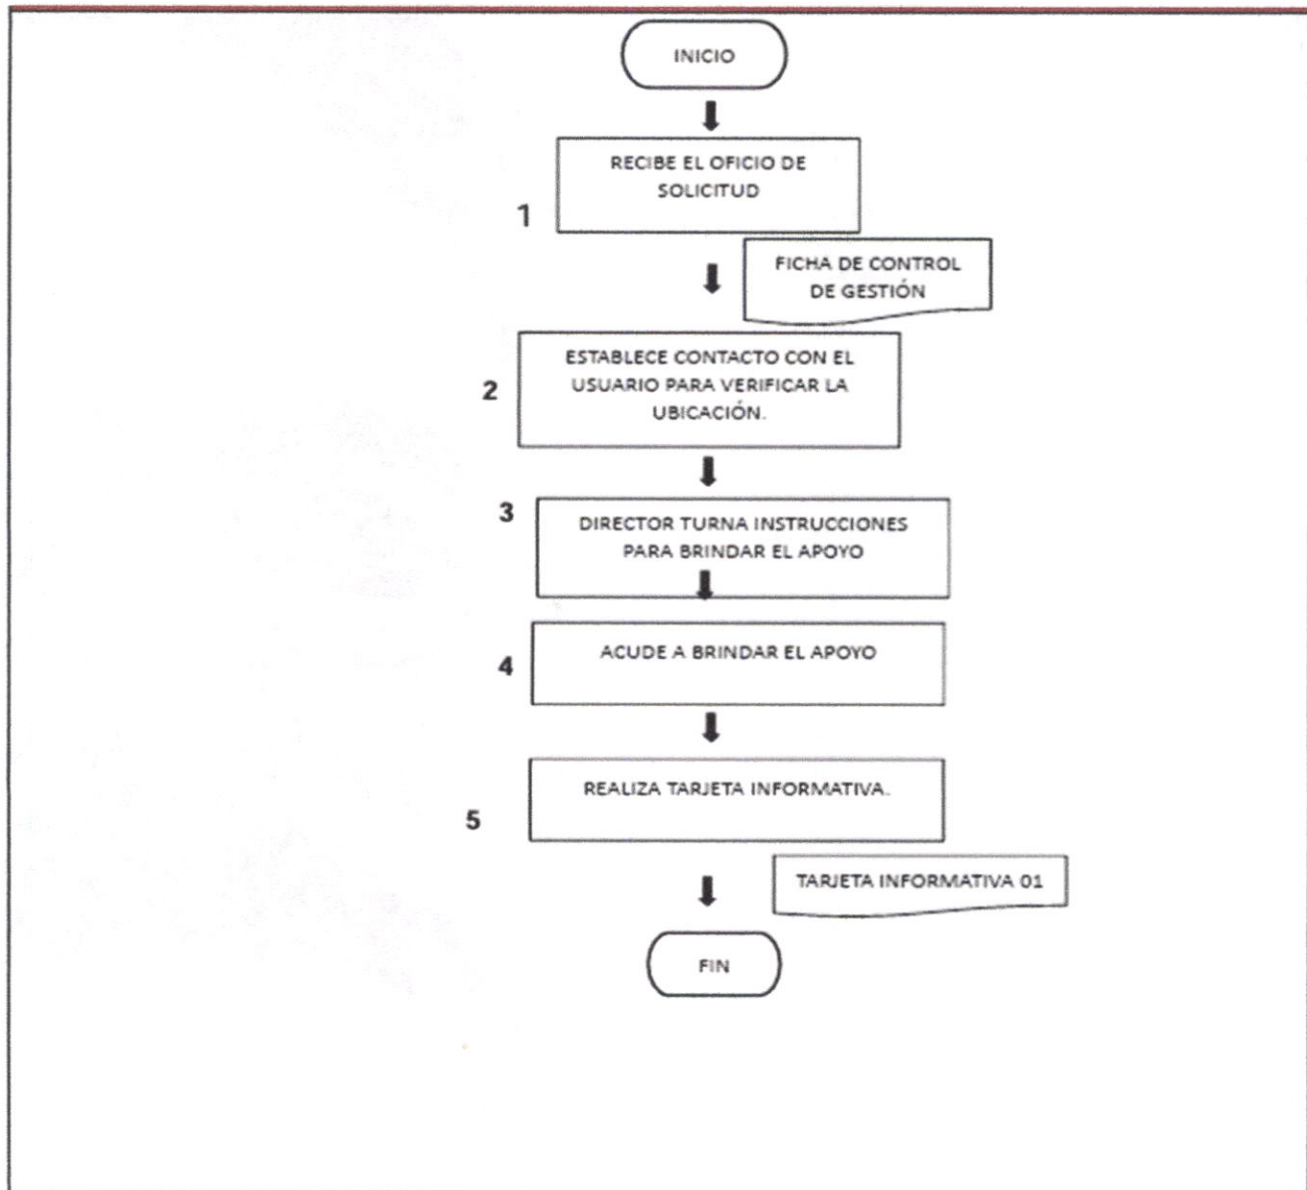 INICIO
RECIBE EL OFICIO DE
SOLICITUD
1
FICHA DE CONTROL
DE GESTIÓN
ESTABLECE CONTACTO CON EL
USUARIO PARA VERIFICAR LA
UBICACIÓN.
2
3
DIRECTOR TURNA INSTRUCCIONES
PARA BRINDAR EL APOYO
ACUDE A BRINDAR EL APOYO
4
REALIZA TARJETA INFORMATIVA.
5
TARJETA INFORMATIVA 01
FIN